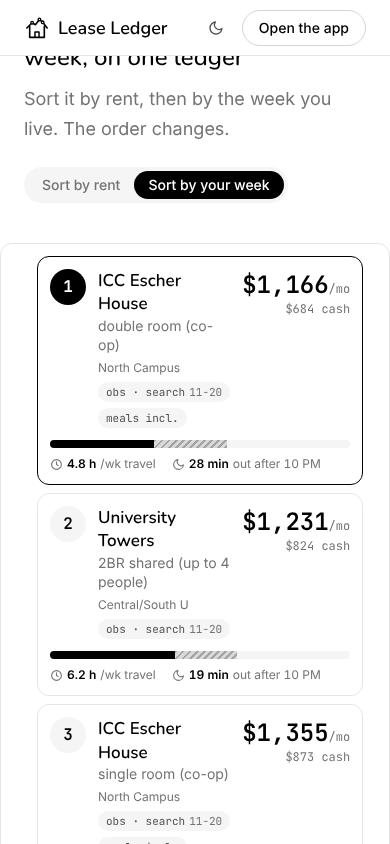 Lease Ledger
Open the app
week, on one ledger
Sort it by rent, then by the week you
live. The order changes.
Sort by rent
Sort by your week
1
ICC Escher
House
$1,166/mo
$684 cash
double room (co-
op)
North Campus
obs · search 11-20
meals incl.
4.8 h /wk travel
28 min out after 10 PM
2
University
Towers
$1,231/mo
$824 cash
2BR shared (up to 4
people)
Central/South U
obs · search 11-20
6.2 h /wk travel
19 min out after 10 PM
3
ICC Escher
House
$1,355/mo
$873 cash
single room (co-op)
North Campus
obs · search 11-20